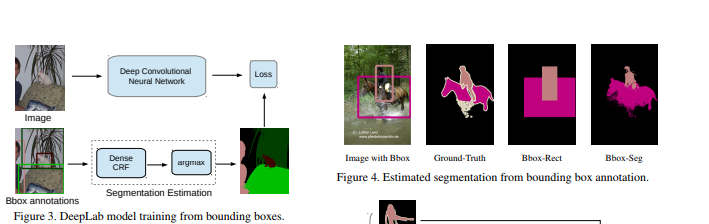 Deep Convolutional
Neural Network
Loss
Image
Dense
CRF
argmax
Bbox annotations
Segmentation Estimation
Figure 3. DeepLab model training from bounding boxes.
Image with Bbox
Ground-Truth
Bbox-Rect
Bbox-Seg
Figure 4. Estimated segmentation from bounding box annotation.